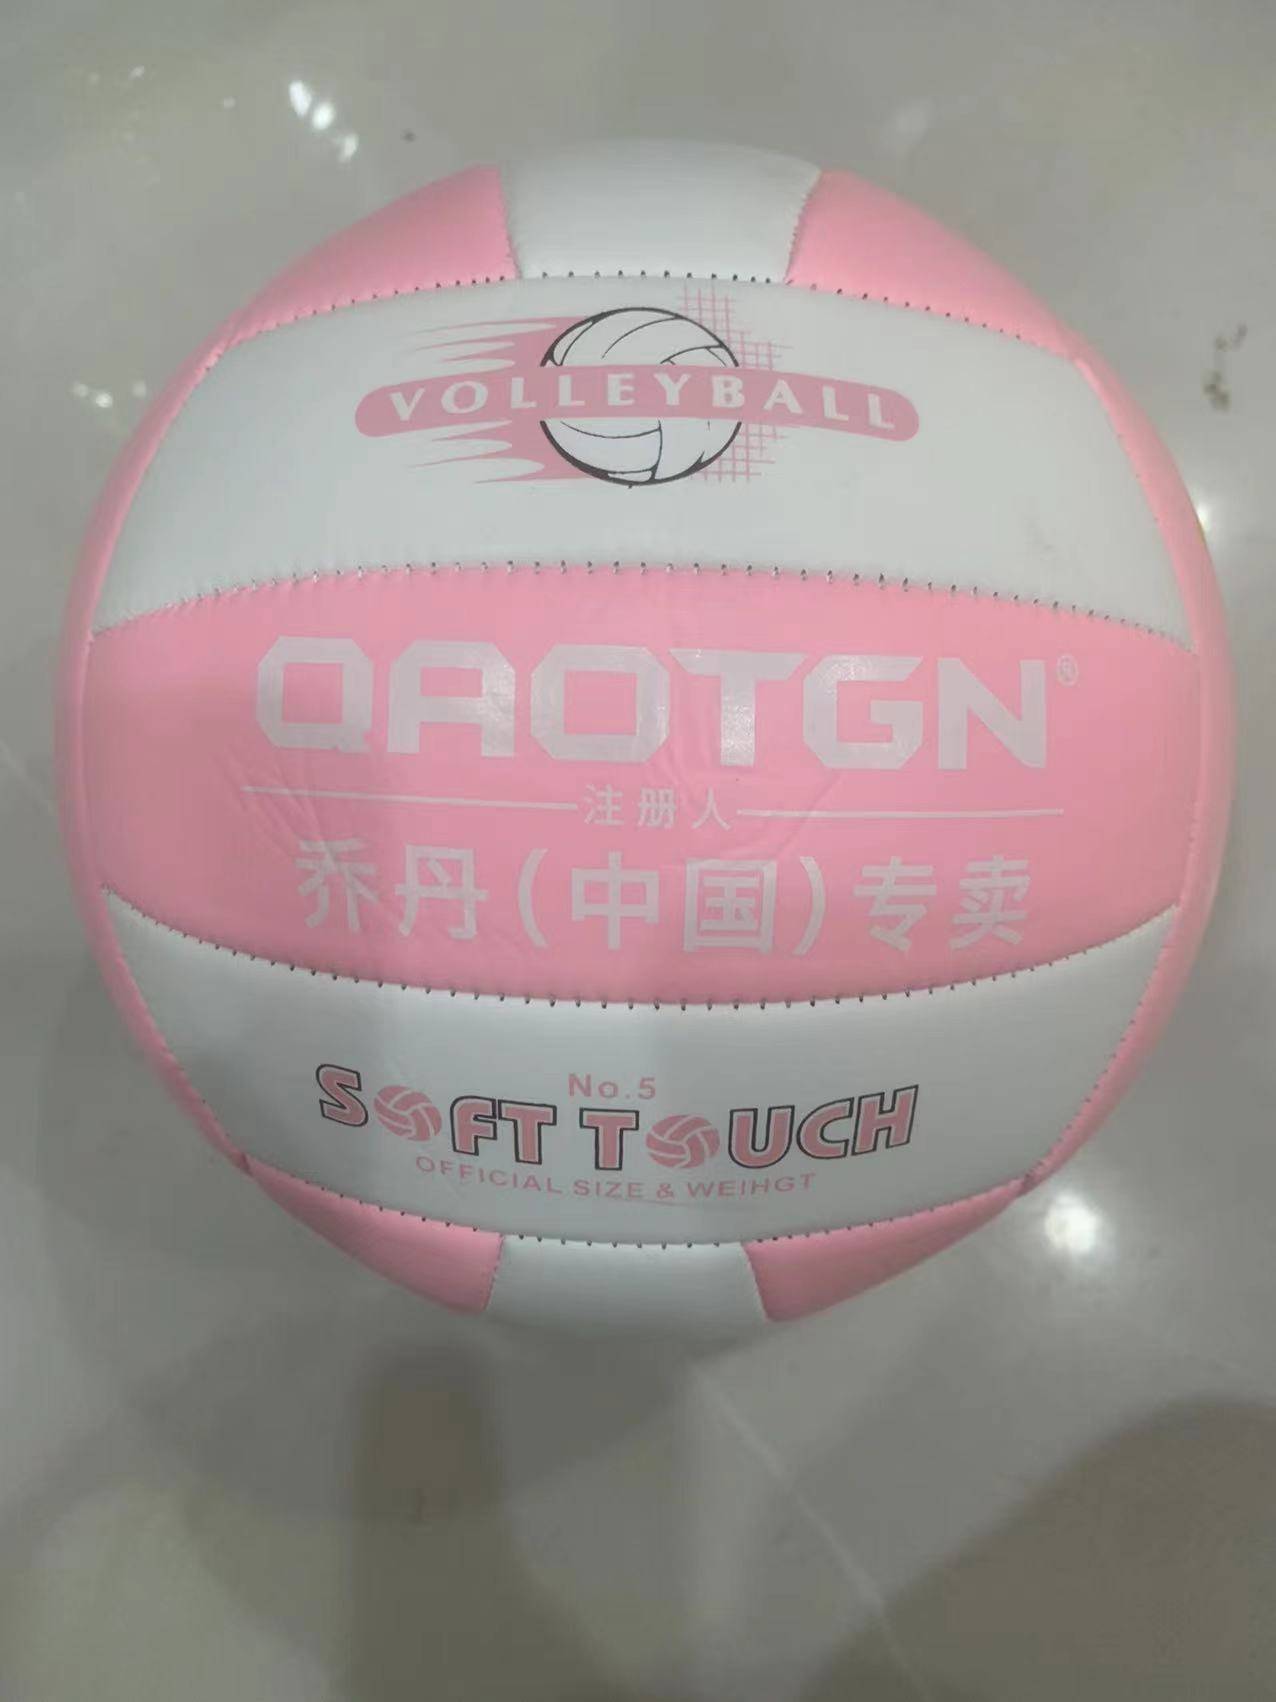 VOLLEYBALL
QAOTGN®
注册人
乔丹(中国)专卖
No.5
SOFT TOUCH
OFFICIAL SIZE & WEIHGT